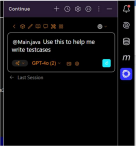 Continue
@Main.java Use this to help me
write testcases
GPT-4o (2)
Last Session